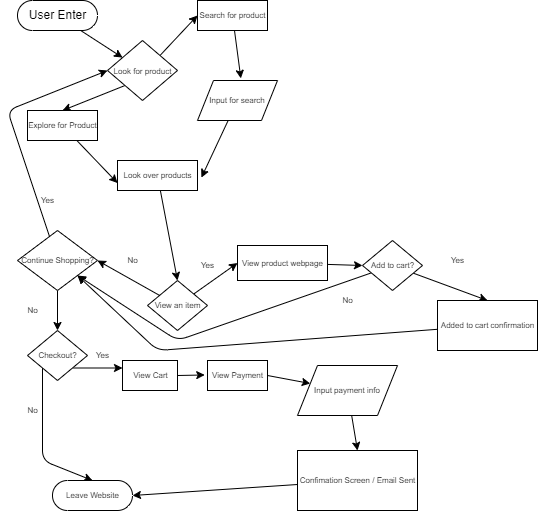 User Enter
Search for product
Look for product
Input for search
Explore for Product
Look over products
Yes
Continue Shopping?
No
Yes
View product webpage
Add to cart?
Yes
View an item
No
No
Added to cart confirmation
Checkout?
Yes
View Cart
View Payment
Input payment info
No
Confimation Screen / Email Sent
Leave Website